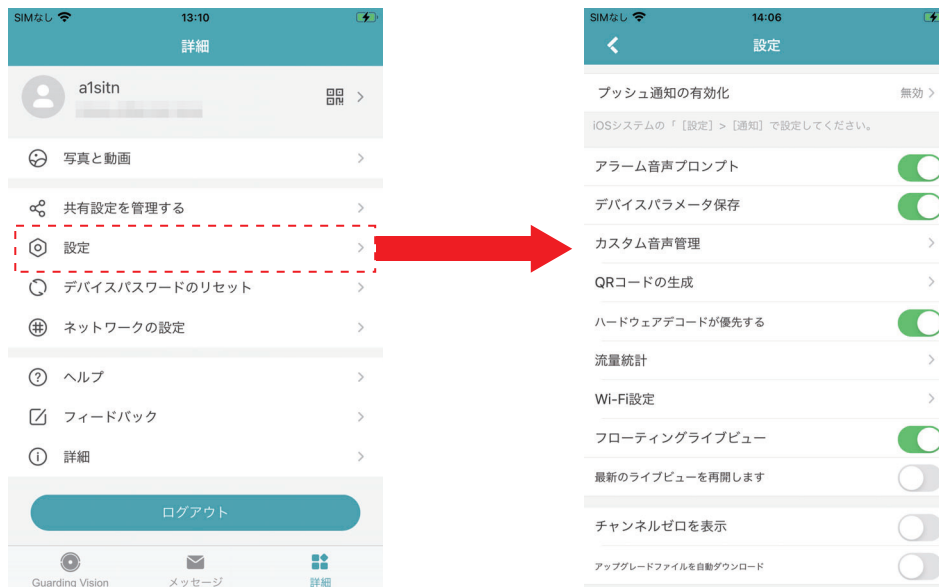 SIMなし 13:10
詳細
a1sitn
写真と動画
共有設定を管理する
設定
デバイスパスワードのリセット
ネットワークの設定
ヘルプ
フィードバック
詳細
ログアウト
Guarding Vision メッセージ 詳細
SIMなし 14:06
設定
プッシュ通知の有効化 無効
iOSシステムの「［設定］>［通知］で設定してください。
アラーム音声プロンプト
デバイスパラメータ保存
カスタム音声管理
QRコードの生成
ハードウェアデコードが優先する
流量統計
Wi-Fi設定
フローティングライブビュー
最新のライブビューを再開します
チャンネルゼロを表示
アップグレードファイルを自動ダウンロード